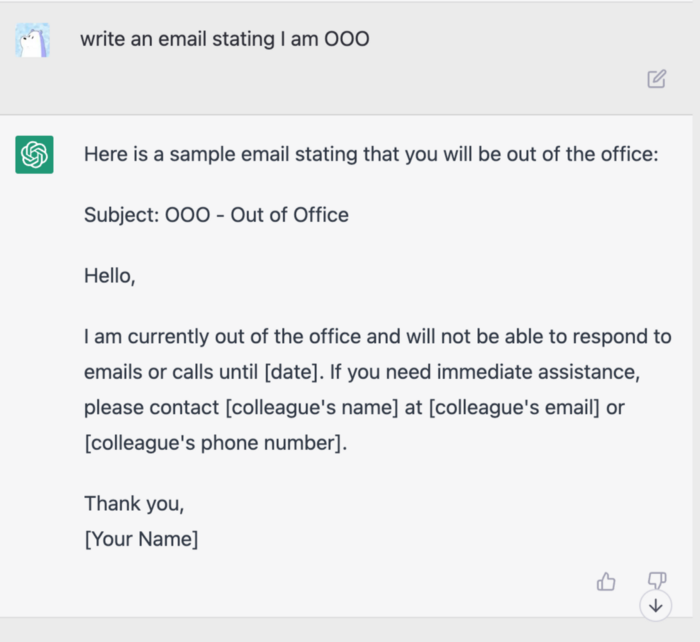 write an email stating I am OOO
Here is a sample email stating that you will be out of the office:
Subject: OOO - Out of Office
Hello,
I am currently out of the office and will not be able to respond to
emails or calls until [date]. If you need immediate assistance,
please contact [colleague's name] at [colleague's email] or
[colleague's phone number].
Thank you,
[Your Name]